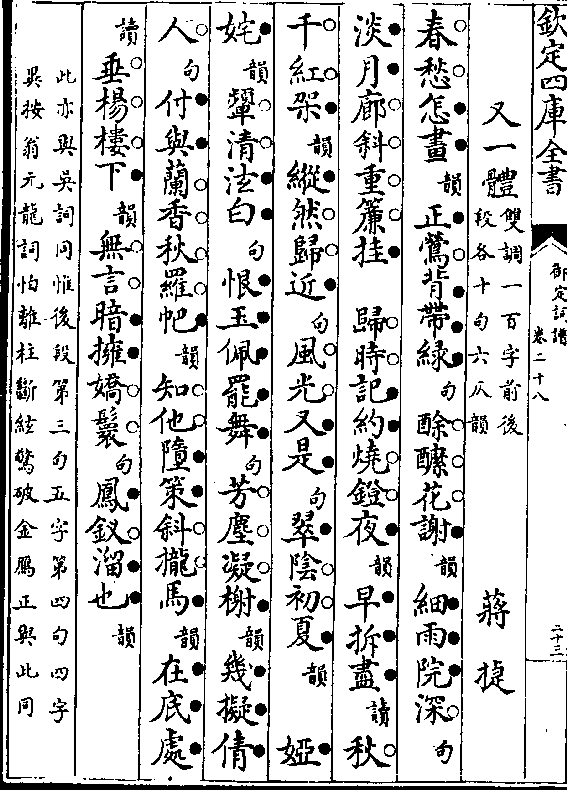 欽定四庫全書
御定詞譜
卷二十八
二十三
又一體 雙調一百字前後段各十句六仄韻 蔣捷
春愁怎畫韻正鶯背帶綠句酴醿花謝韻細雨院深句
淡月廊斜重簾挂 歸時記約燒鐙夜韻早拆盡讀秋
千紅架韻縱然歸近句風光又是句翠陰初夏韻 婭
姹韻顰清法白句恨玉佩罷舞句芳塵凝榭韻幾擬倩
人句付與蘭香秋羅帊韻知他墮策斜攏馬韻在底處
讀垂楊樓下韻無言暗擁嬌鬟句鳳釵溜也韻
此亦與吳詞同惟後段第三句五字第四句四字
異按翁元龍詞怕離柱斷絃驚破金鴈正與此同